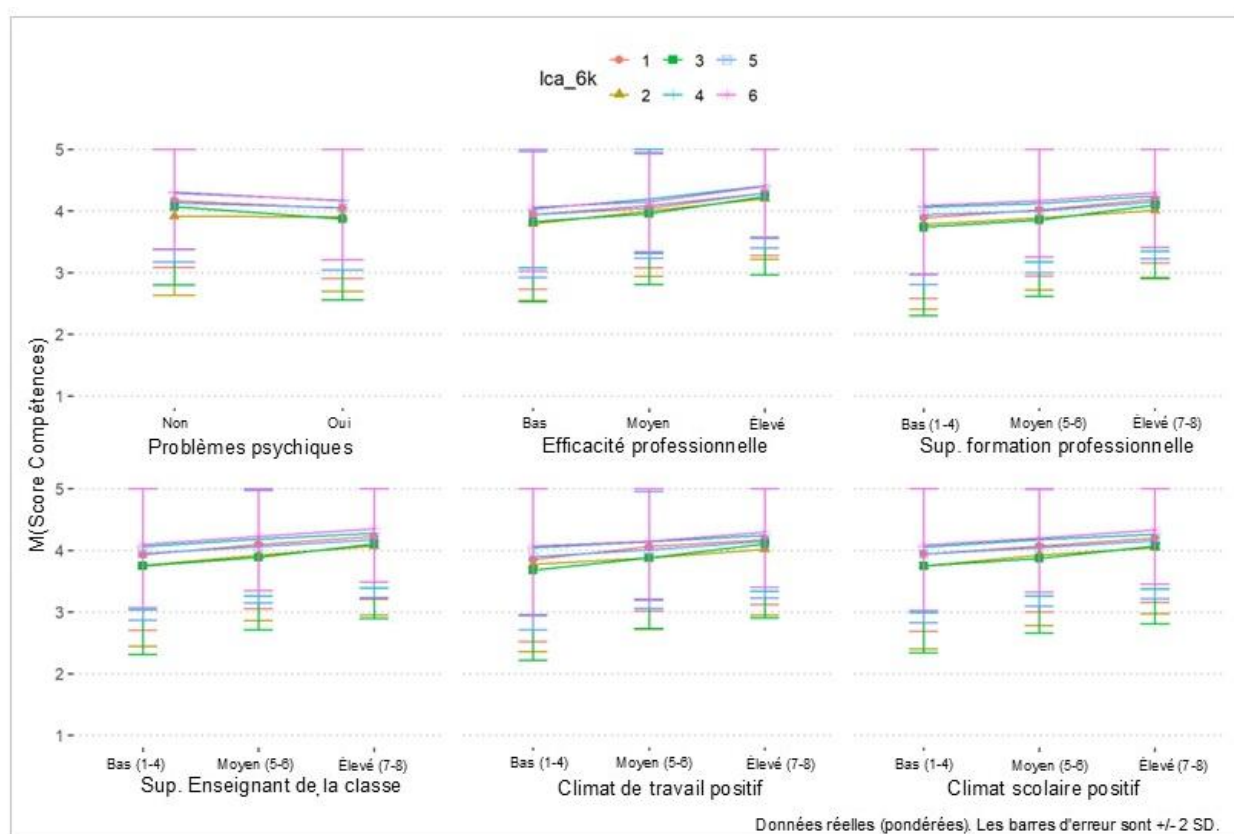 lca_6k
1 3 5
2 4 6
M(Score Compétences)
5
4
3
2
1
Non Oui
Problèmes psychiques
Bas Moyen Élevé
Efficacité professionnelle
Bas (1-4) Moyen (5-6) Élevé (7-8)
Sup. formation professionnelle
5
4
3
2
1
Bas (1-4) Moyen (5-6) Élevé (7-8)
Sup. Enseignant de la classe
Bas (1-4) Moyen (5-6) Élevé (7-8)
Climat de travail positif
Bas (1-4) Moyen (5-6) Élevé (7-8)
Climat scolaire positif
Données réelles (pondérées). Les barres d'erreur sont +/- 2 SD.